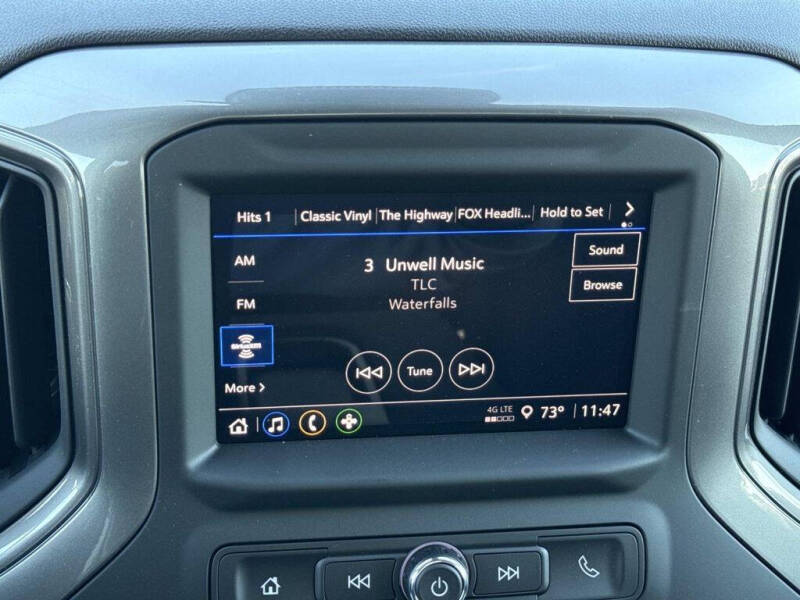 Hits 1 Classic Vinyl The Highway FOX Headli... Hold to Set
AM
FM
SiriusXM
More
3 Unwell Music
TLC
Waterfalls
Sound
Browse
Tune
4G LTE 73° 11:47